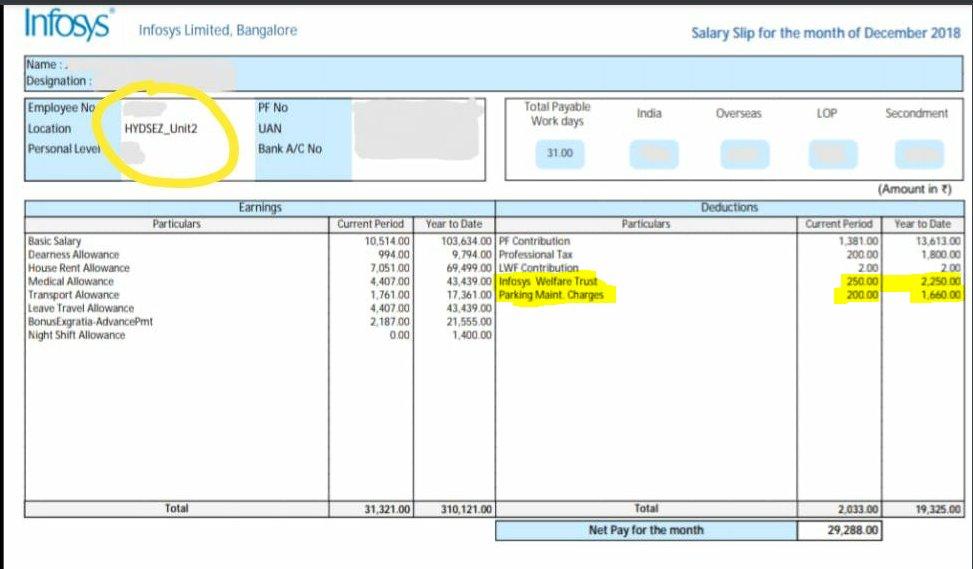 Infosys
Infosys Limited, Bangalore
Salary Slip for the month of December 2018
Name :
Designation :
Employee No
Location HYDSEZ_Unit2
Personal Level
PF No
UAN
Bank A/C No
Total Payable Work days India Overseas LOP Secondment
31.00
(Amount in ₹)
Earnings Deductions
Particulars Current Period Year to Date Particulars Current Period Year to Date
Basic Salary 10,514.00 103,634.00 PF Contribution 1,381.00 13,613.00
Dearness Allowance 994.00 9,794.00 Professional Tax 200.00 1,800.00
House Rent Allowance 7,051.00 69,499.00 LWF Contribution 2.00 2.00
Medical Allowance 4,407.00 43,439.00 Infosys Welfare Trust 250.00 2,250.00
Transport Alowance 1,761.00 17,361.00 Parking Maint. Charges 200.00 1,660.00
Leave Travel Allowance 4,407.00 43,439.00
BonusExgratia-AdvancePmt 2,187.00 21,555.00
Night Shift Allowance 0.00 1,400.00
Total 31,321.00 310,121.00 Total 2,033.00 19,325.00
Net Pay for the month 29,288.00